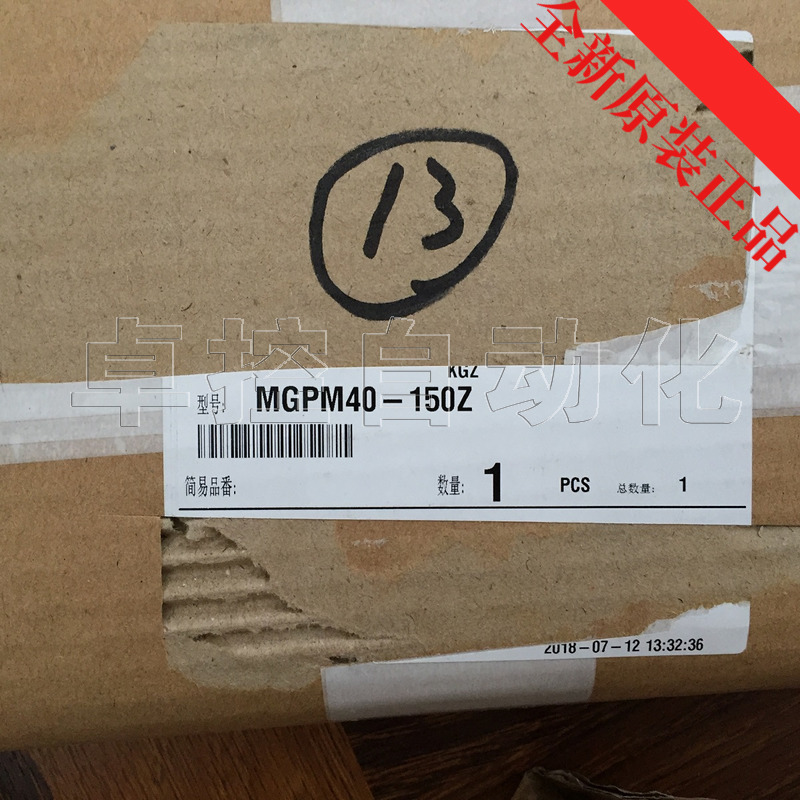 全新原装正品
13
卓控自动化
KGZ
型号: MGPM40-150Z
简易品番: 数量: 1 PCS 总数量: 1
2018-07-12 13:32:36